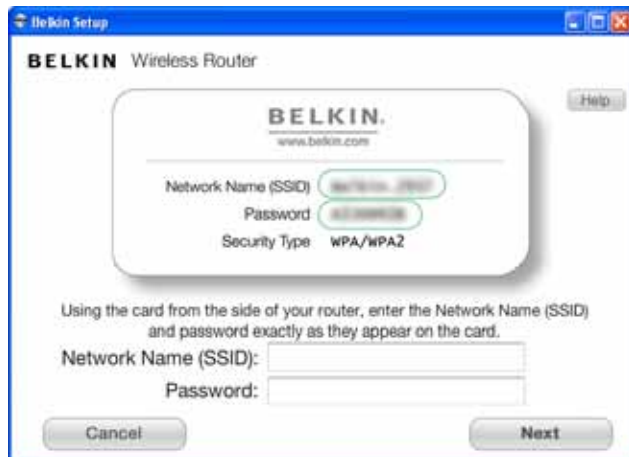 Belkin Setup
BELKIN Wireless Router
Help
BELKIN.
www.belkin.com
Network Name (SSID)
Password
Security Type WPA/WPA2
Using the card from the side of your router, enter the Network Name (SSID)
and password exactly as they appear on the card.
Network Name (SSID):
Password:
Cancel
Next